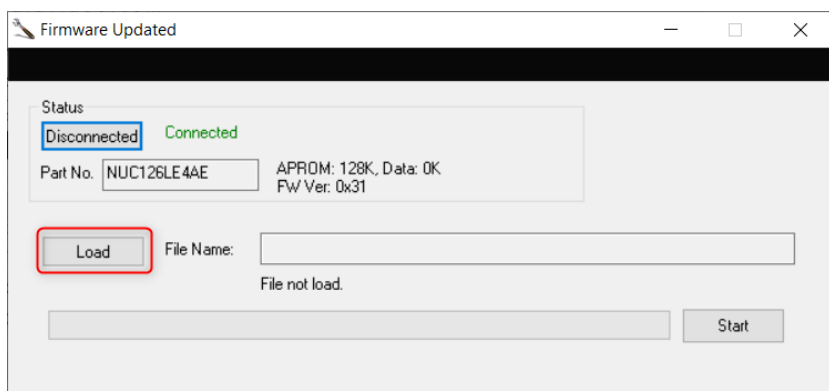 Firmware Updated
Status
Disconnected Connected
Part No. NUC126LE4AE APROM: 128K, Data: 0K
FW Ver: 0x31
Load File Name:
File not load.
Start